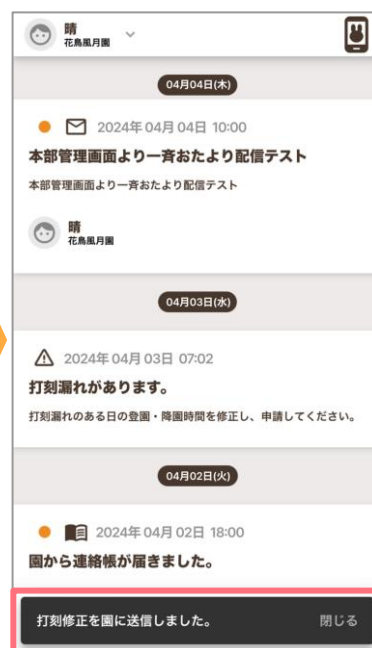 晴
花鳥風月園
04月04日(木)
2024年04月04日 10:00
本部管理画面より一斉おたより配信テスト
本部管理画面より一斉おたより配信テスト
晴
花鳥風月園
04月03日(水)
2024年04月03日 07:02
打刻漏れがあります。
打刻漏れのある日の登園・降園時間を修正し、申請してください。
04月02日(火)
2024年04月02日 18:00
園から連絡帳が届きました。
打刻修正を園に送信しました。 閉じる